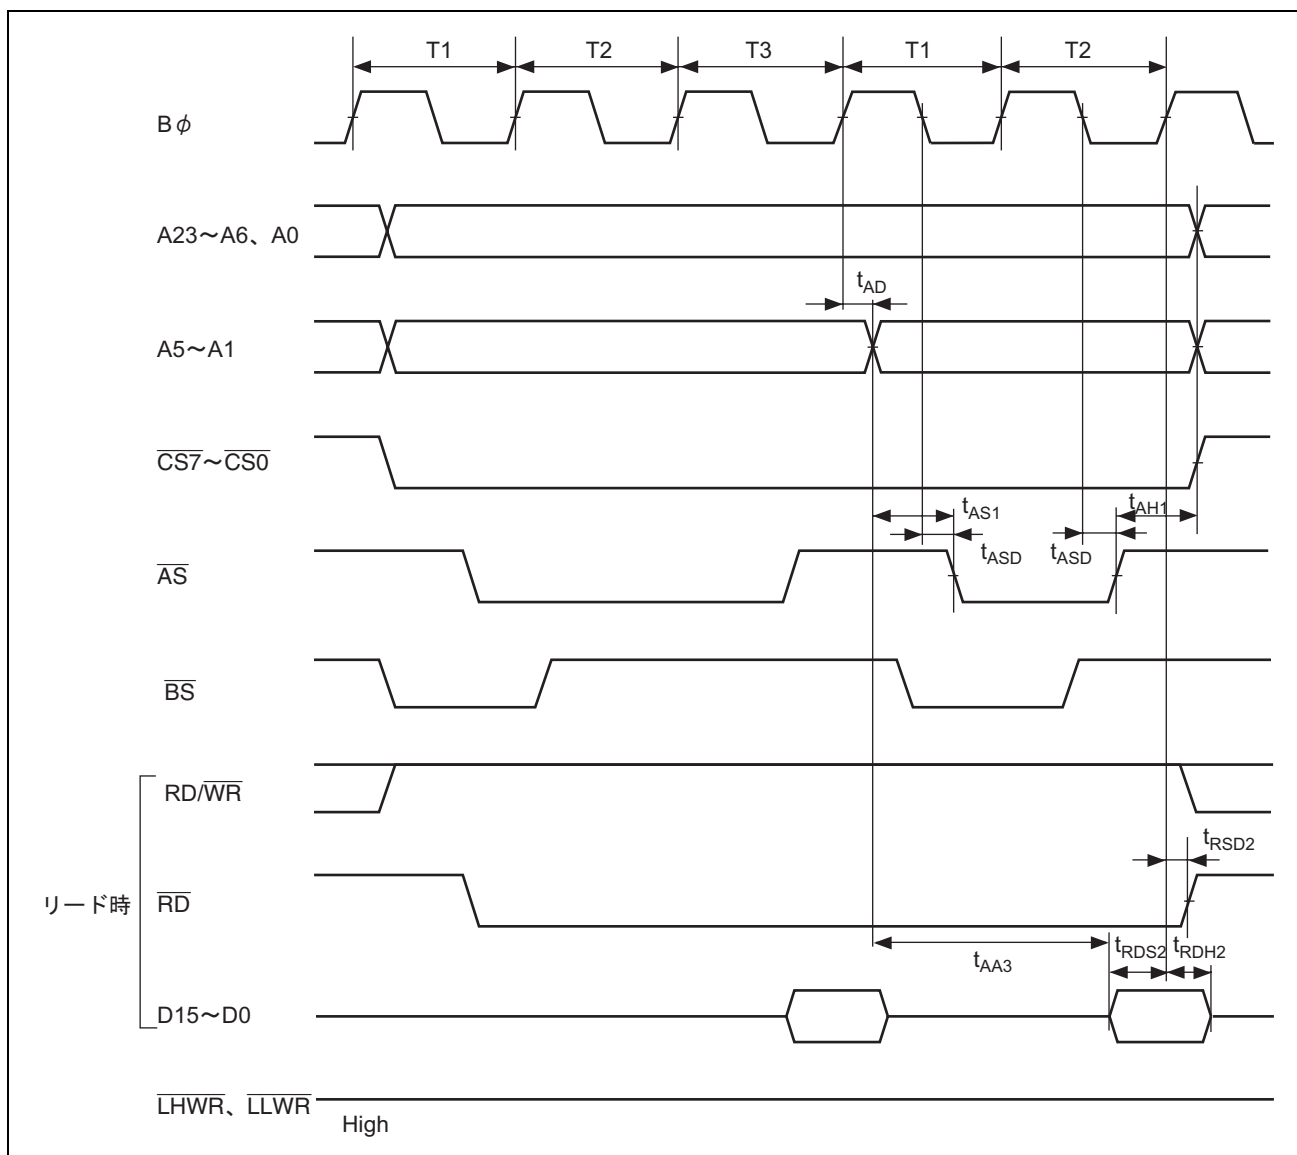 T1 T2 T3 T1 T2
Bφ
A23~A6、A0
tAD
A5~A1
CS7~CS0
tAS1 tAH1
tASD tASD
AS
BS
RD/WR
tRSD2
リード時
RD
tAA3 tRDS2 tRDH2
D15~D0
LHWR、LLWR
High